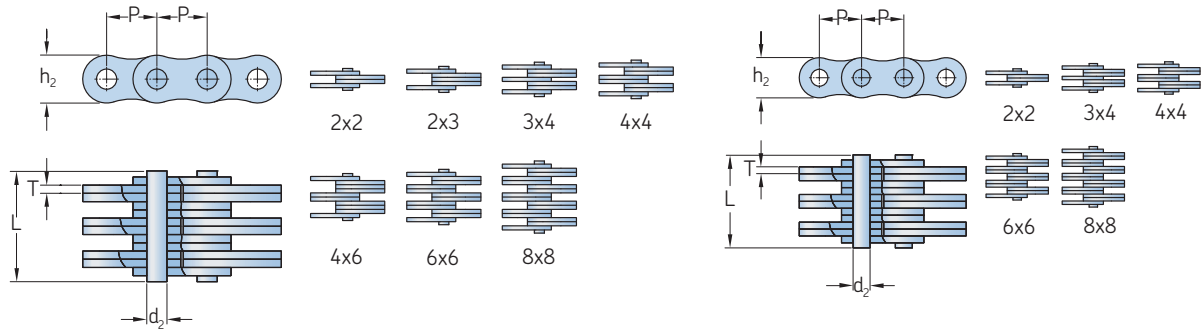 P P
h₂
2x2 2x3 3x4 4x4
T
L
4x6 6x6 8x8
d₂
P P
h₂
2x2 3x4 4x4
T
L
6x6 8x8
d₂